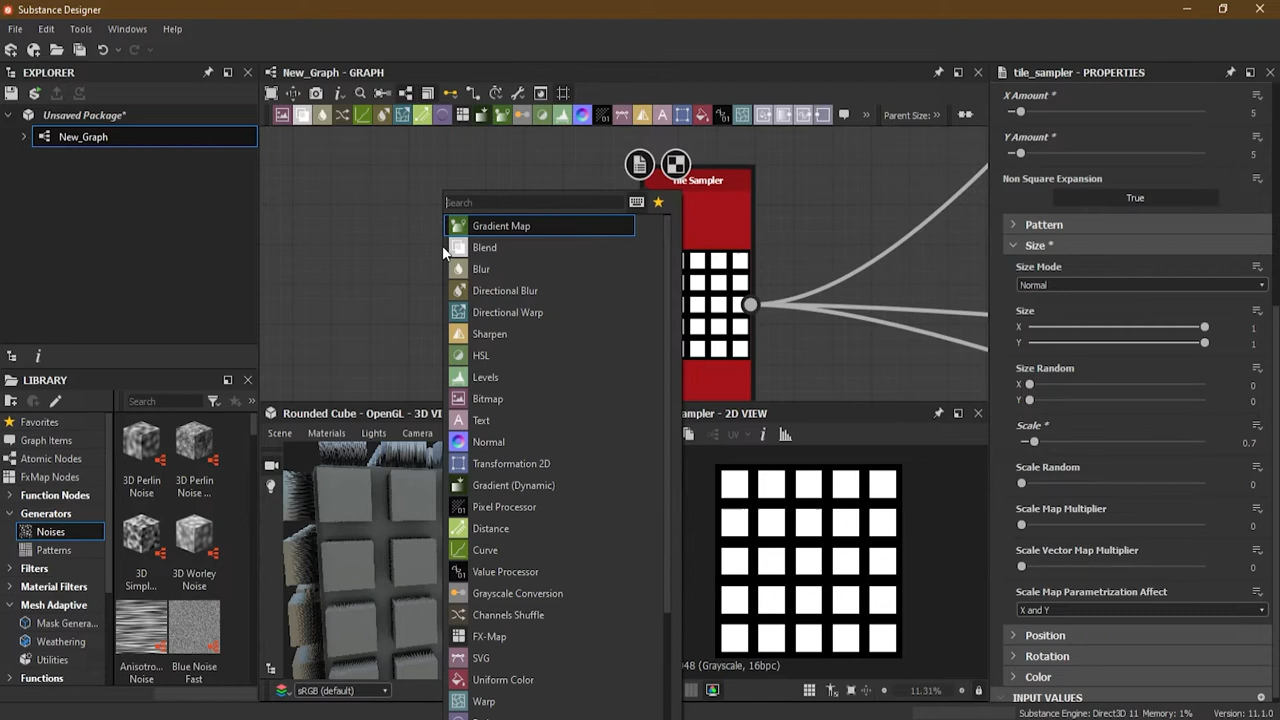 Substance Designer
File Edit Tools Windows Help
EXPLORER
New_Graph - GRAPH
tile_sampler - PROPERTIES
Unsaved Package*
New_Graph
Parent Size:
Tile Sampler
Search
Gradient Map
Blend
Blur
Directional Blur
Directional Warp
Sharpen
HSL
Levels
Bitmap
Text
Normal
Transformation 2D
Gradient (Dynamic)
Pixel Processor
Distance
Curve
Value Processor
Grayscale Conversion
Channels Shuffle
FX-Map
SVG
Uniform Color
Warp
X Amount *
5
Y Amount *
5
Non Square Expansion
True
Pattern
Size *
Size Mode
Normal
Size
X 1
Y 1
Size Random
X 0
Y 0
Scale *
0.7
Scale Random
0
Scale Map Multiplier
0
Scale Vector Map Multiplier
0
Scale Map Parametrization Affect
X and Y
Position
Rotation
Color
INPUT VALUES
LIBRARY
Search
Favorites
Graph Items
Atomic Nodes
FxMap Nodes
Function Nodes
Generators
Noises
Patterns
Filters
Material Filters
Mesh Adaptive
Mask Genera...
Weathering
Utilities
Functions
3D Perlin Noise
3D Perlin Noise ...
3D Simpl...
3D Worley Noise
Anisotro... Noise
Blue Noise Fast
Rounded Cube - OpenGL - 3D VI
Scene Materials Lights Camera
sRGB (default)
ampler - 2D VIEW
UV
48 (Grayscale, 16bpc)
11.31%
Substance Engine: Direct3D 11 Memory: 1% Version: 11.1.0